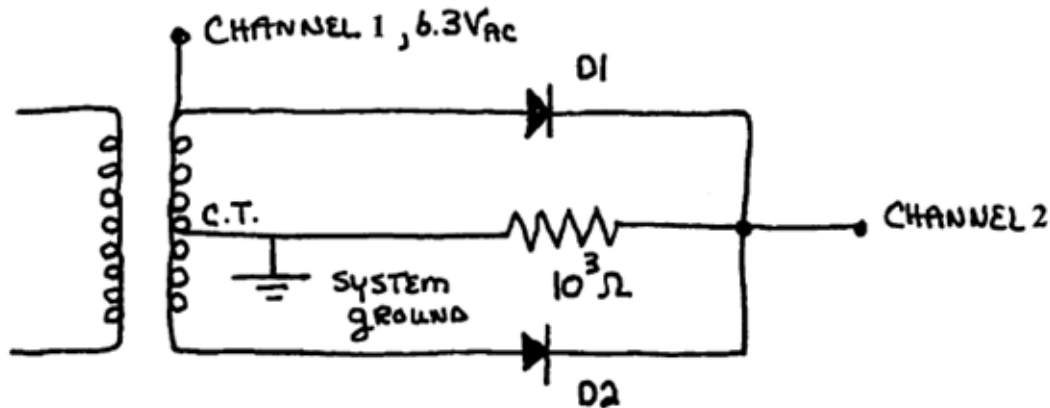 CHANNEL 1, 6.3VAC
D1
C.T.
CHANNEL 2
10³Ω
SYSTEM
gROUND
D2